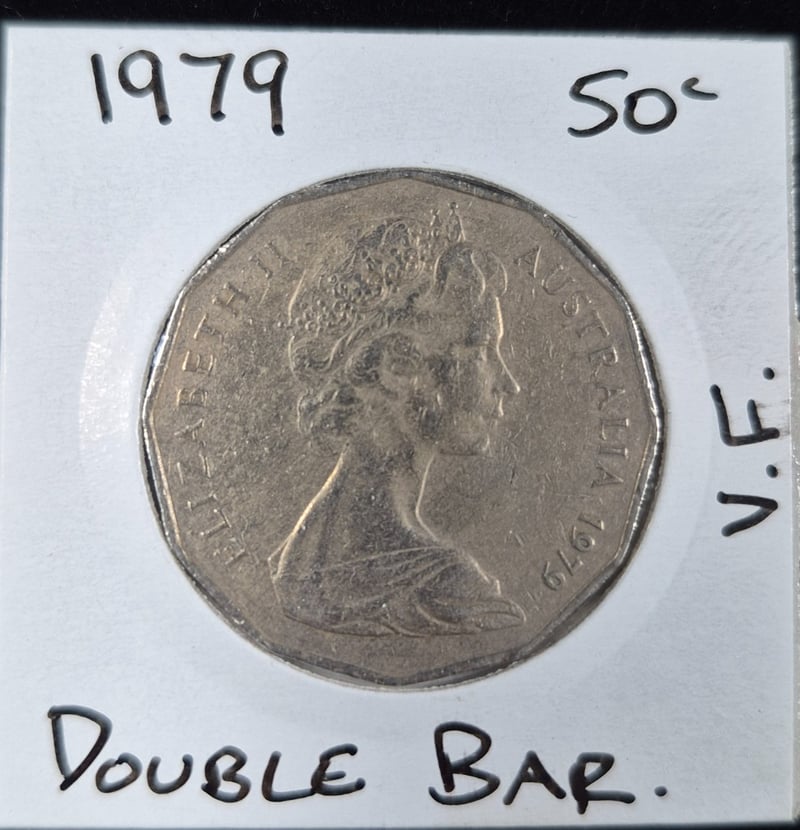 1979 50c
ELIZABETH II
AUSTRALIA 1979
V.F.
DOUBLE BAR.